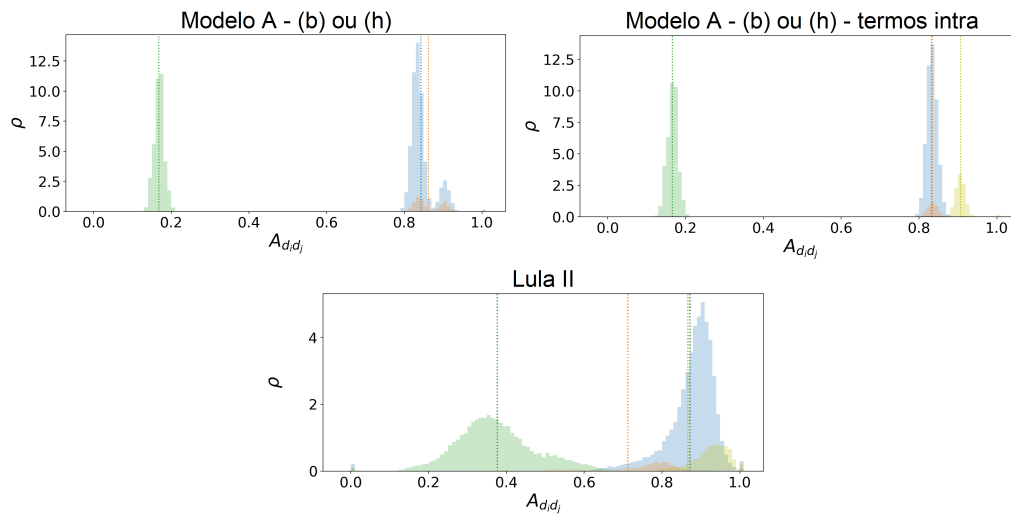 Modelo A - (b) ou (h)
ρ
12.5
10.0
7.5
5.0
2.5
0.0
0.0 0.2 0.4 0.6 0.8 1.0
A_{d_i d_j}
Modelo A - (b) ou (h) - termos intra
ρ
12.5
10.0
7.5
5.0
2.5
0.0
0.0 0.2 0.4 0.6 0.8 1.0
A_{d_i d_j}
Lula II
ρ
4
2
0
0.0 0.2 0.4 0.6 0.8 1.0
A_{d_i d_j}